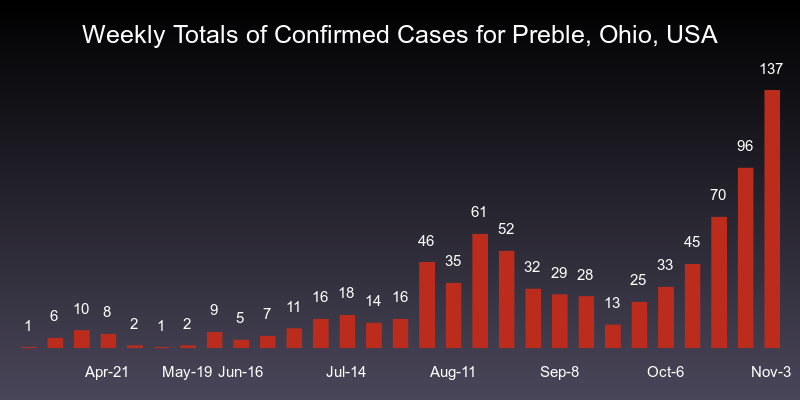 Weekly Totals of Confirmed Cases for Preble, Ohio, USA
1 6 10 8 2 1 2 9 5 7 11 16 18 14 16 46 35 61 52 32 29 28 13 25 33 45 70 96 137
Apr-21 May-19 Jun-16 Jul-14 Aug-11 Sep-8 Oct-6 Nov-3